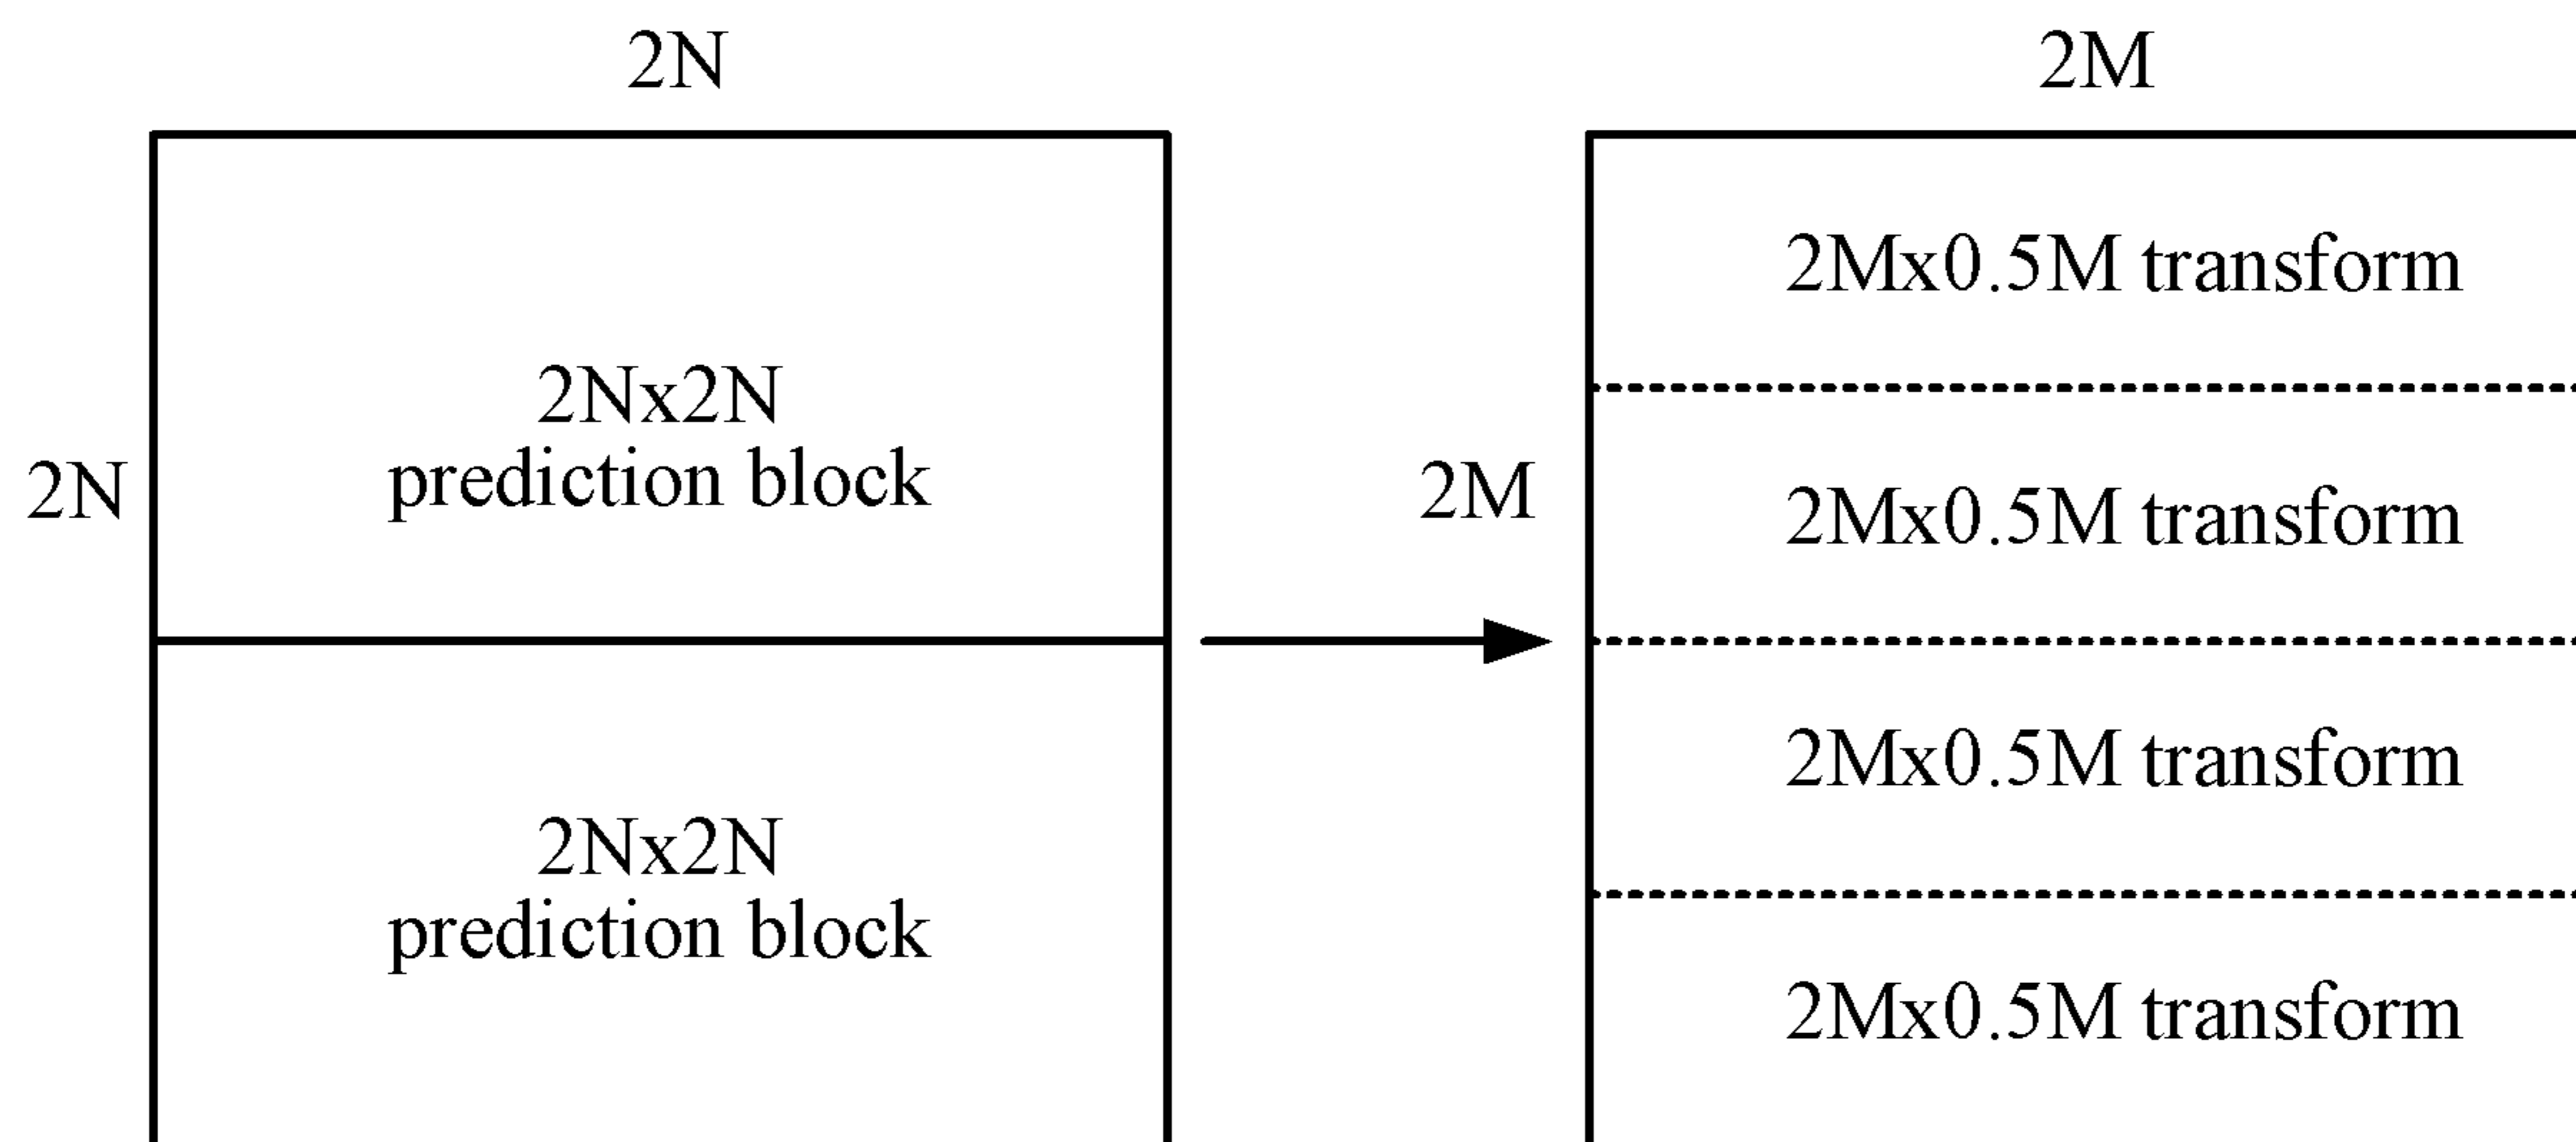 2N
2N
2Nx2N
prediction block
2Nx2N
prediction block
2M
2M
2Mx0.5M transform
2Mx0.5M transform
2Mx0.5M transform
2Mx0.5M transform